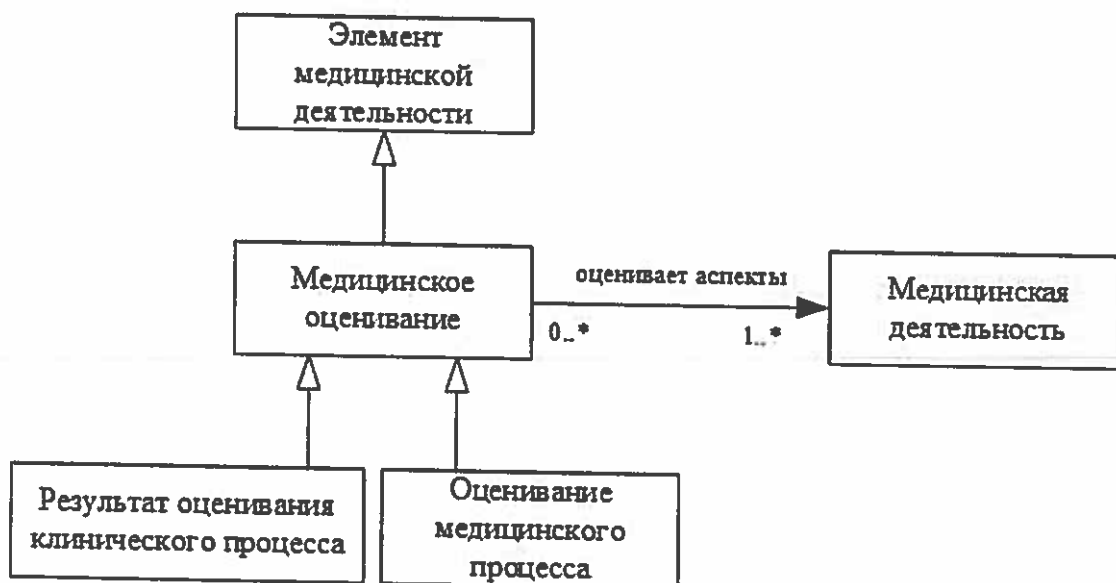 Элемент
медицинской
деятельности
Медицинское
оценивание
оценивает аспекты
0..*
1..*
Медицинская
деятельность
Результат оценивания
клинического процесса
Оценивание
медицинского
процесса